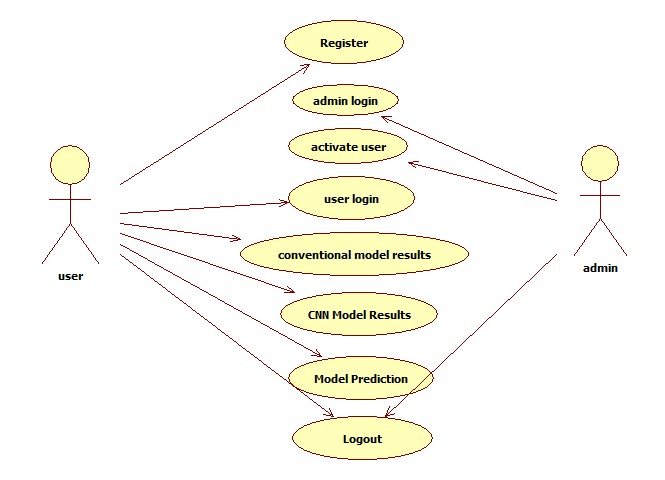 Register
admin login
activate user
user login
conventional model results
CNN Model Results
Model Prediction
Logout
user
admin